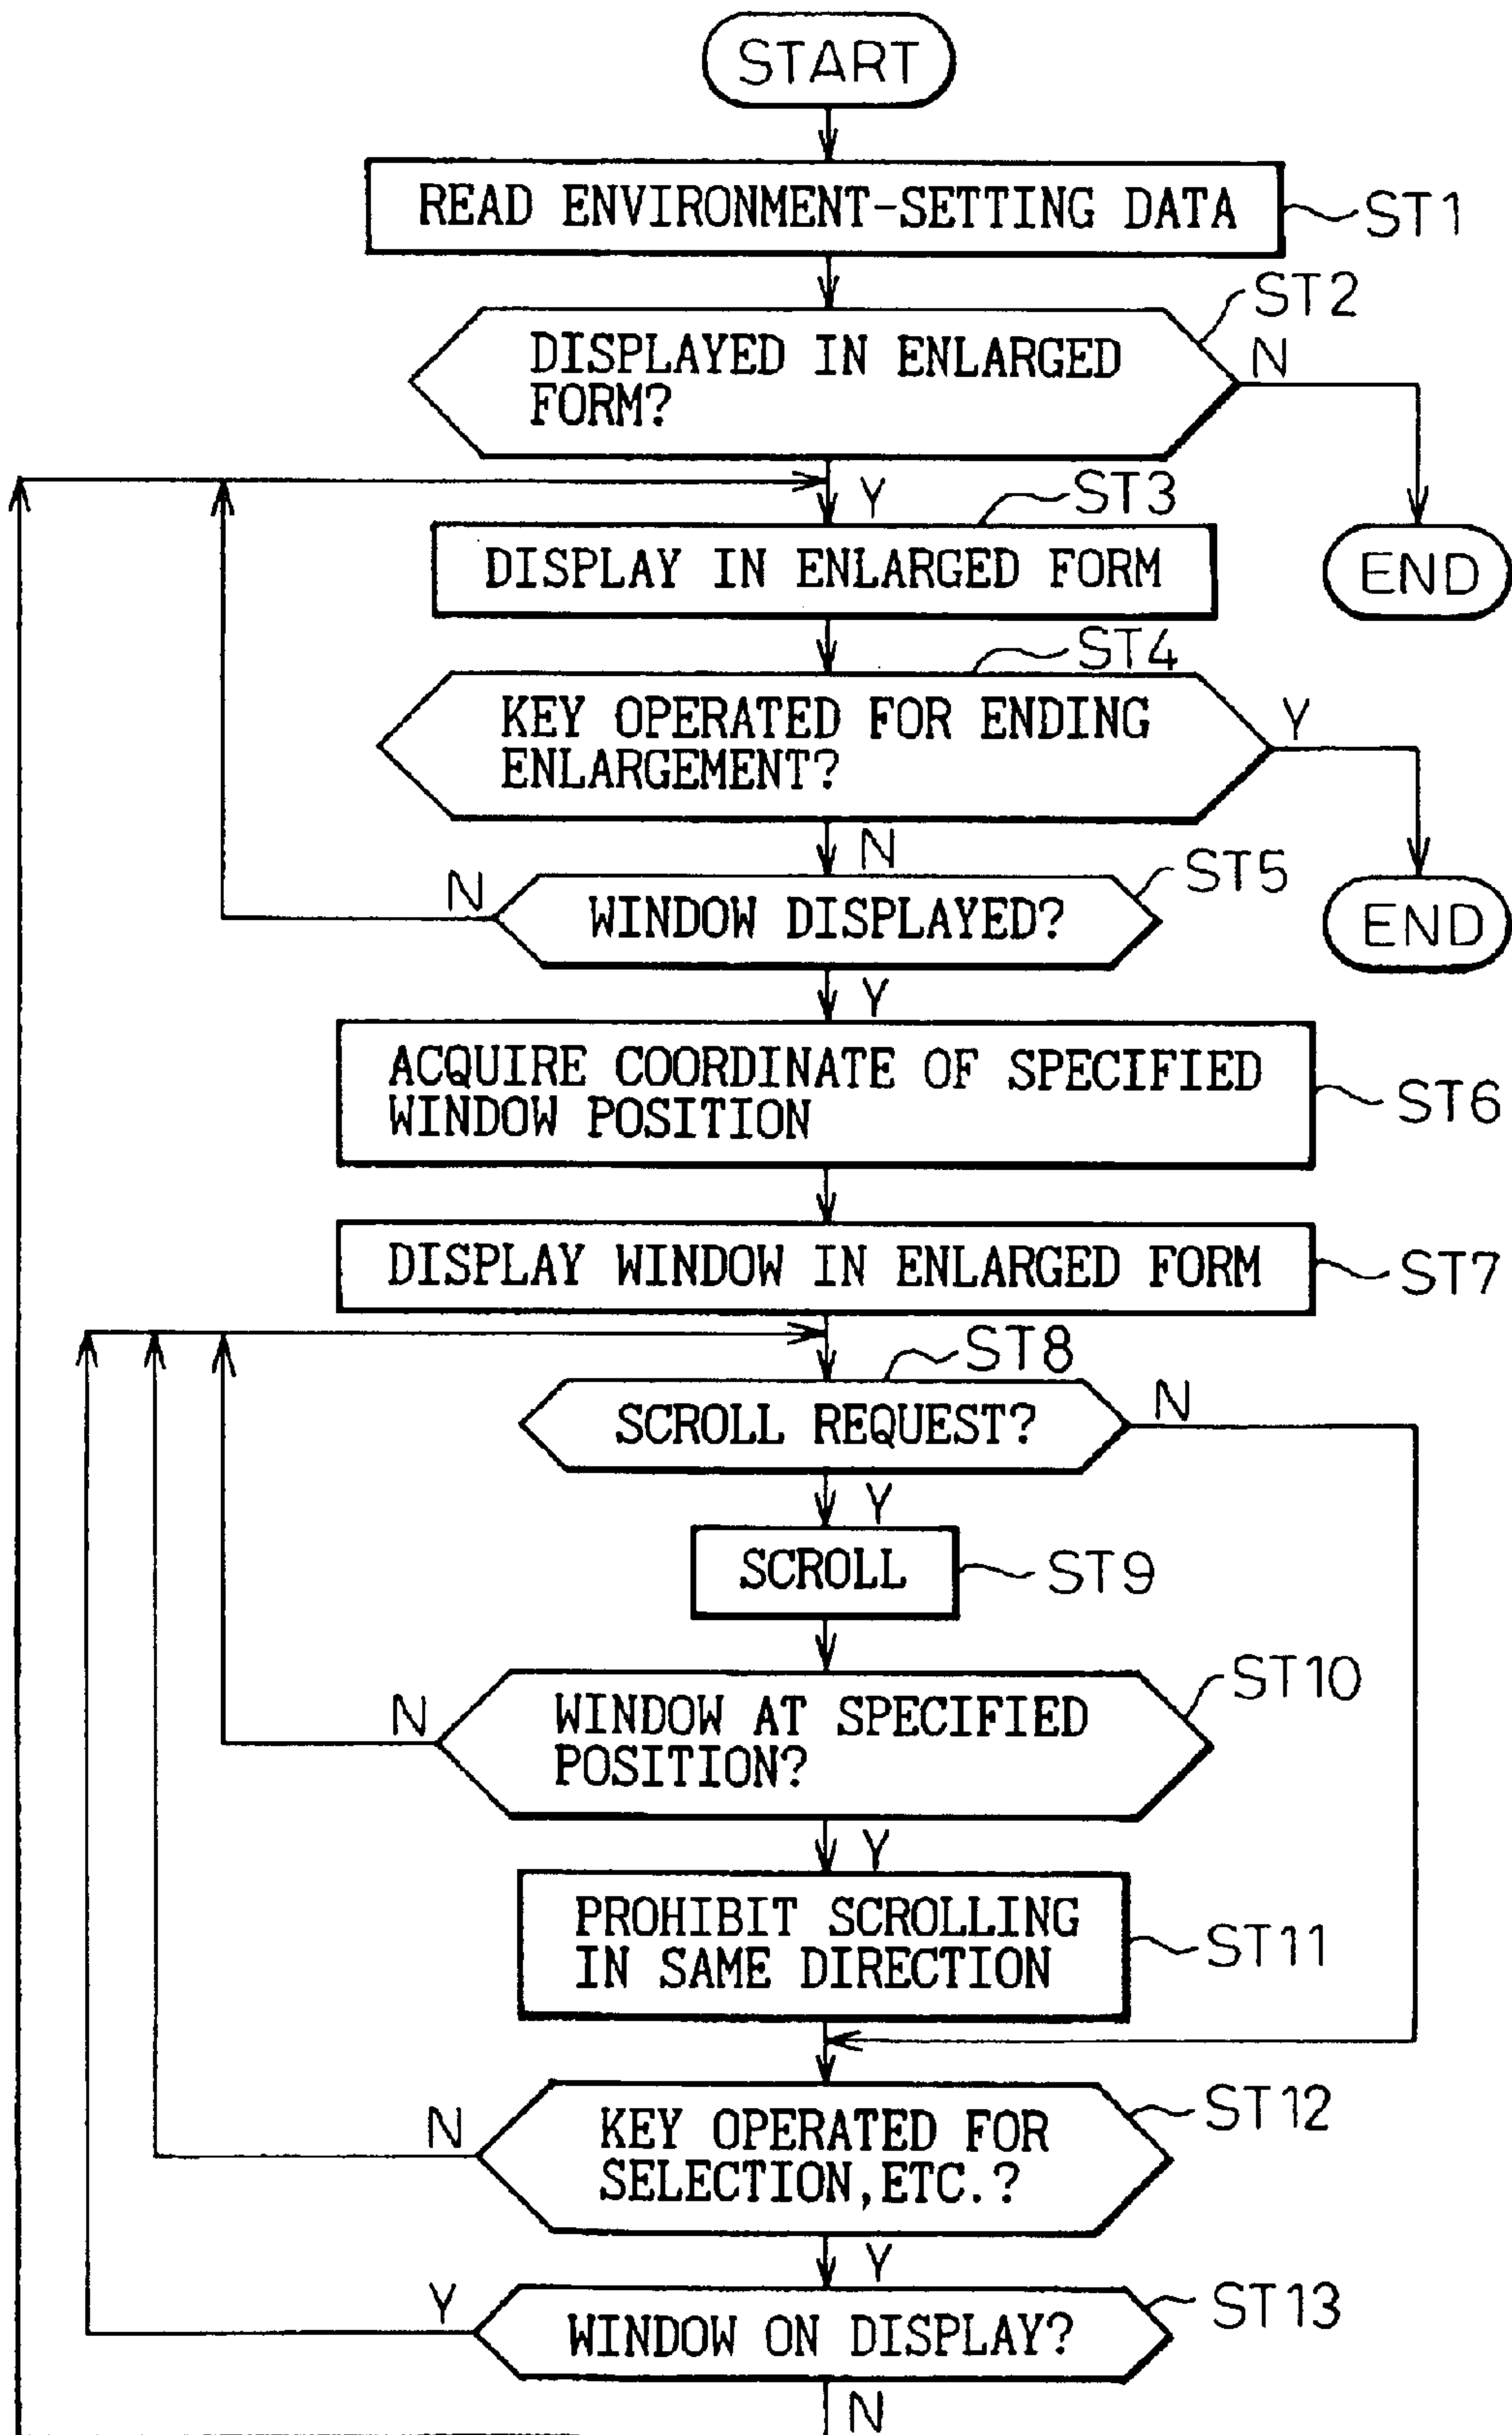 START
READ ENVIRONMENT-SETTING DATA
ST1
ST2
DISPLAYED IN ENLARGED
FORM?
N
Y
ST3
DISPLAY IN ENLARGED FORM
END
ST4
KEY OPERATED FOR ENDING
ENLARGEMENT?
Y
N
N
ST5
WINDOW DISPLAYED?
END
Y
ACQUIRE COORDINATE OF SPECIFIED
WINDOW POSITION
ST6
DISPLAY WINDOW IN ENLARGED FORM
ST7
ST8
SCROLL REQUEST?
N
Y
SCROLL
ST9
ST10
N
WINDOW AT SPECIFIED
POSITION?
Y
PROHIBIT SCROLLING
IN SAME DIRECTION
ST11
N
KEY OPERATED FOR
SELECTION,ETC.?
ST12
Y
Y
WINDOW ON DISPLAY?
ST13
N